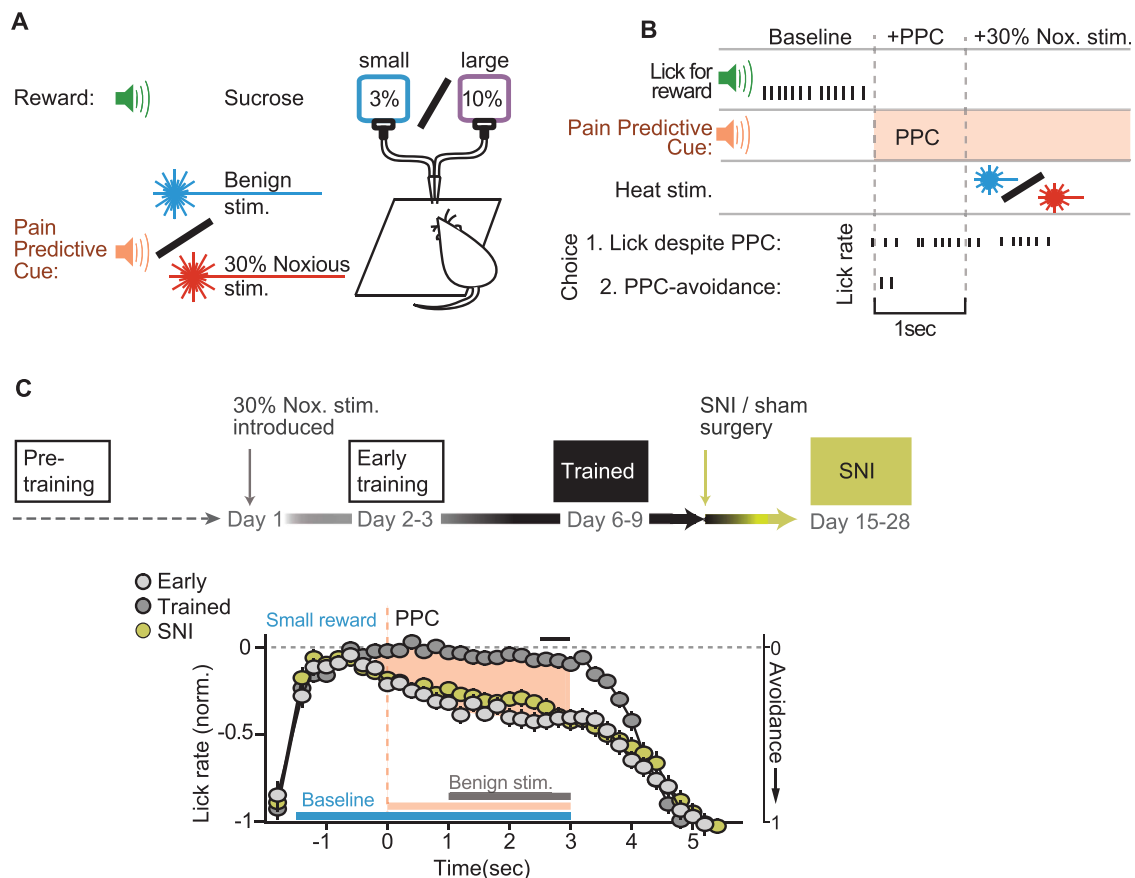 A
Reward:
Sucrose
small
large
3%
10%
Benign
stim.
Pain
Predictive
Cue:
30% Noxious
stim.
B
Baseline
+PPC
+30% Nox. stim.
Lick for
reward
Pain Predictive
Cue:
PPC
Heat stim.
Choice
1. Lick despite PPC:
2. PPC-avoidance:
Lick rate
1sec
C
30% Nox. stim.
introduced
SNI / sham
surgery
Pre-
training
Early
training
Trained
SNI
Day 1
Day 2-3
Day 6-9
Day 15-28
Early
Trained
SNI
Small reward
PPC
0
-0.5
-1
Lick rate (norm.)
0
Avoidance
1
Benign stim.
Baseline
-1 0 1 2 3 4 5
Time(sec)